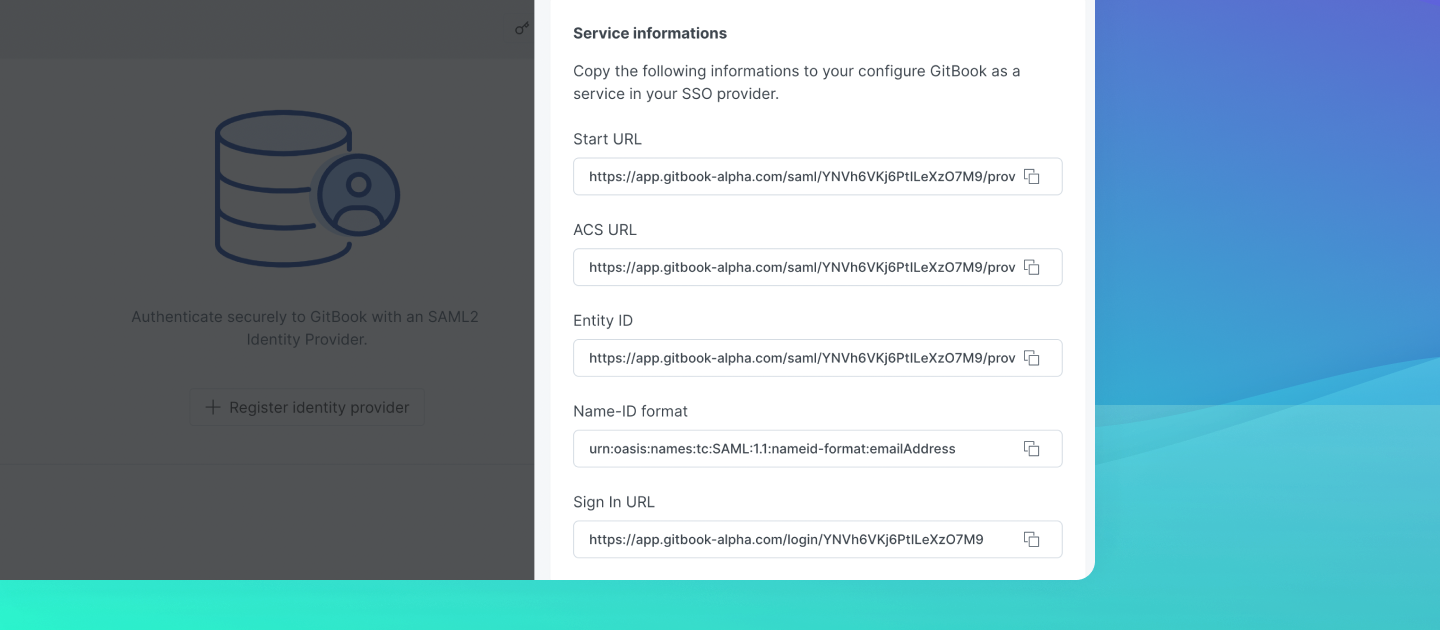 Service informations
Copy the following informations to your configure GitBook as a
service in your SSO provider.
Start URL
https://app.gitbook-alpha.com/saml/YNVh6VKj6PtILeXzO7M9/prov
ACS URL
https://app.gitbook-alpha.com/saml/YNVh6VKj6PtILeXzO7M9/prov
Entity ID
https://app.gitbook-alpha.com/saml/YNVh6VKj6PtILeXzO7M9/prov
Name-ID format
urn:oasis:names:tc:SAML:1.1:nameid-format:emailAddress
Sign In URL
https://app.gitbook-alpha.com/login/YNVh6VKj6PtILeXzO7M9
Authenticate securely to GitBook with an SAML2
Identity Provider.
Register identity provider